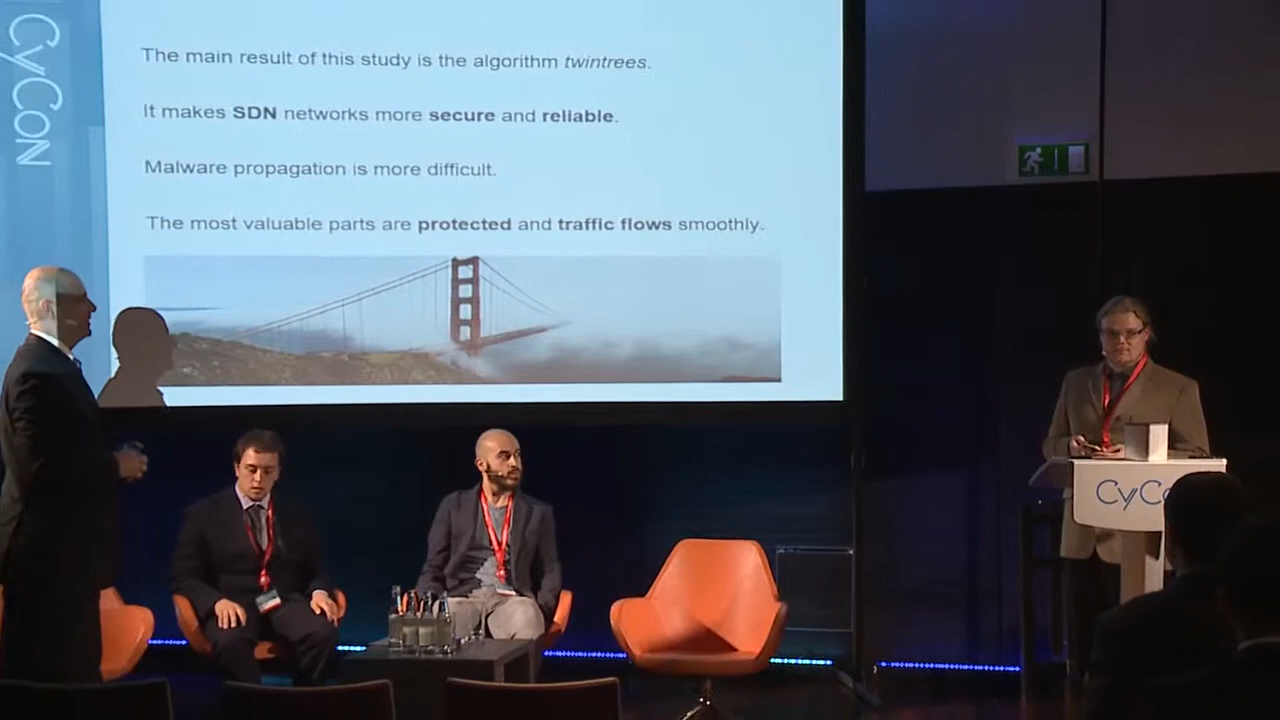 CyCON
The main result of this study is the algorithm twintrees.
It makes SDN networks more secure and reliable.
Malware propagation is more difficult.
The most valuable parts are protected and traffic flows smoothly.
CyC